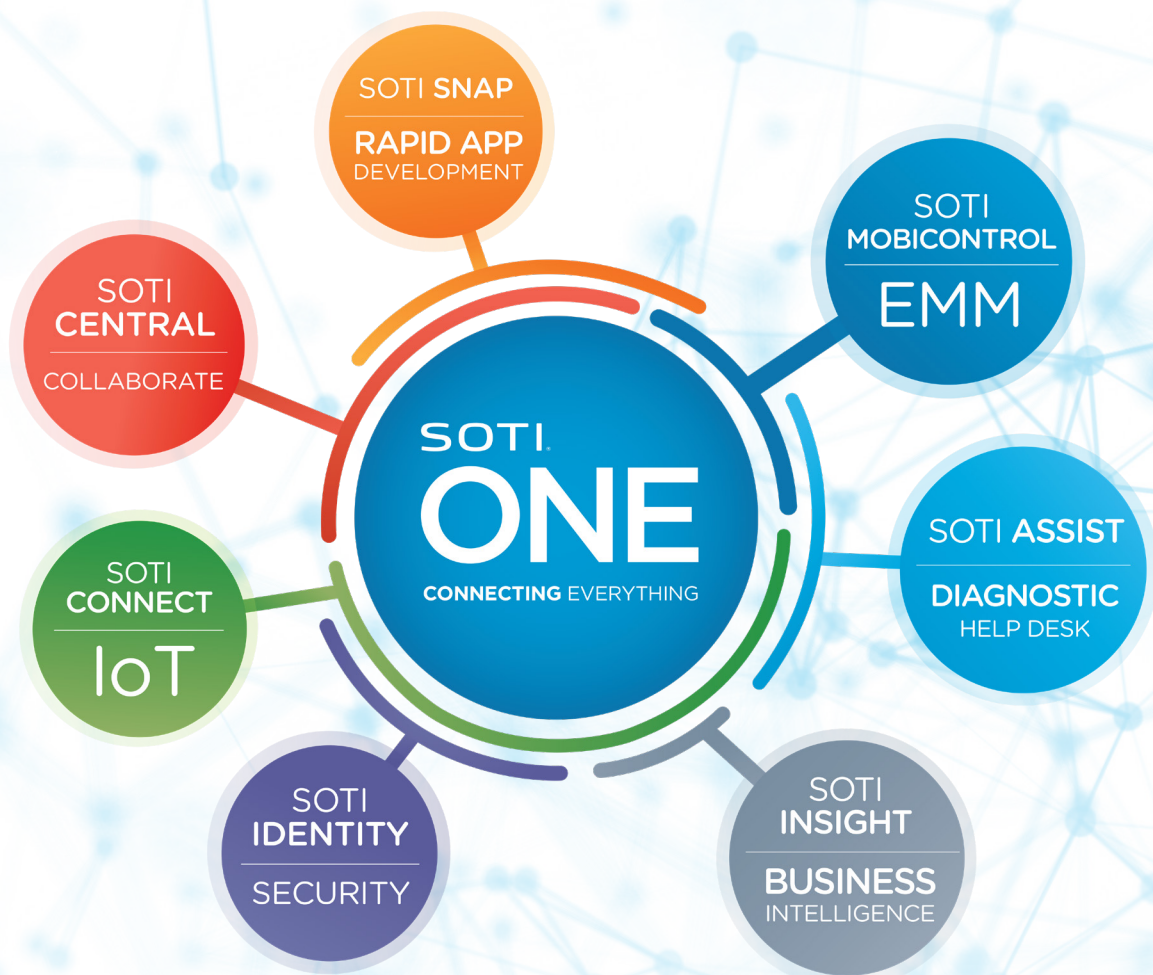 SOTI SNAP
RAPID APP
DEVELOPMENT
SOTI
MOBICONTROL
EMM
SOTI
CENTRAL
COLLABORATE
SOTI
ONE
CONNECTING EVERYTHING
SOTI ASSIST
DIAGNOSTIC
HELP DESK
SOTI
CONNECT
IoT
SOTI
IDENTITY
SECURITY
SOTI
INSIGHT
BUSINESS
INTELLIGENCE